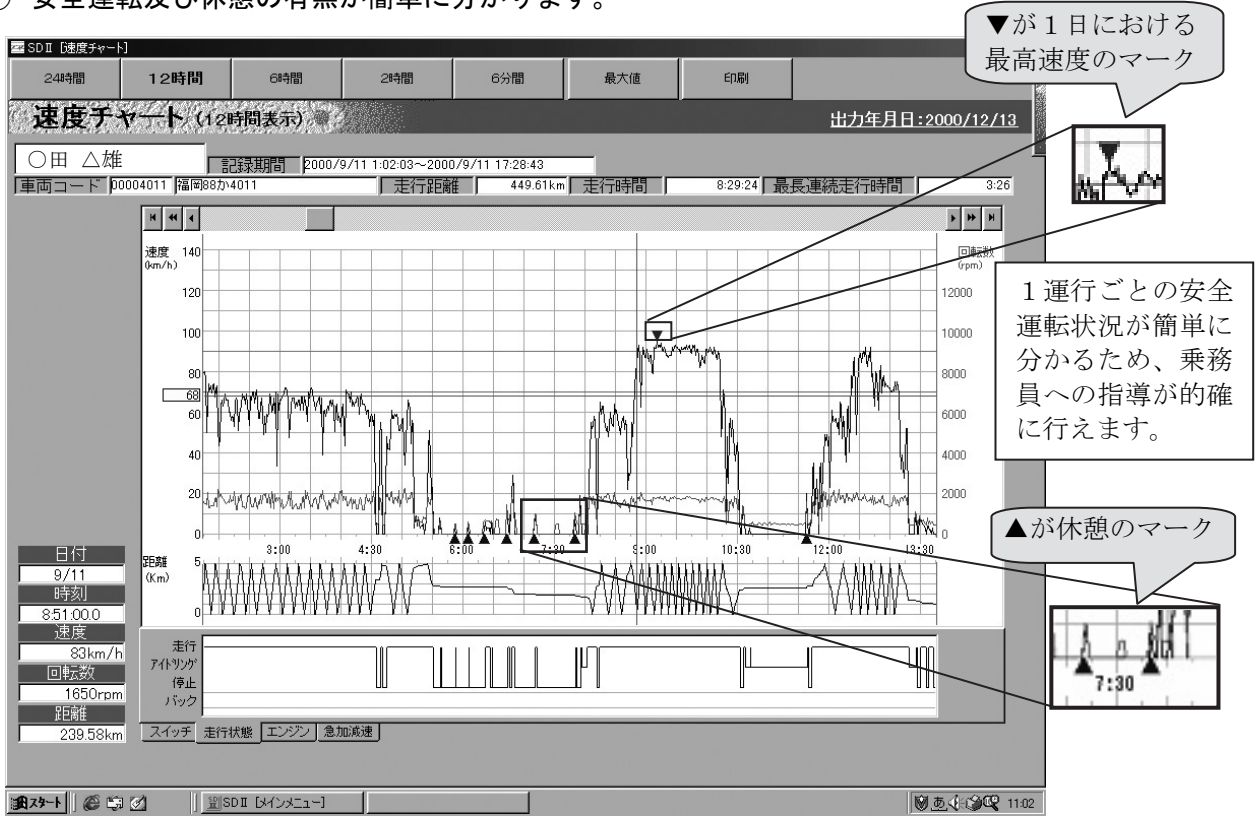 ○ 安全運転及び休憩の有無が簡単に分かります。
▼が1日における
最高速度のマーク
SDⅡ [速度チャート]
24時間 12時間 6時間 2時間 6分間 最大値 印刷
速度チャート (12時間表示)
出力年月日:2000/12/13
○田 △雄
記録期間 2000/9/11 1:02:03~2000/9/11 17:28:43
車両コード 00004011 福岡88か4011 走行距離 449.61km 走行時間 8:29:24 最長連続走行時間 3:26
速度
(km/h)
回転数
(rpm)
140
120 12000
100 10000
80 8000
68
60 6000
40 4000
20 2000
0 0
3:00 4:30 6:00 7:30 9:00 10:30 12:00 13:30
1運行ごとの安全
運転状況が簡単に
分かるため、乗務
員への指導が的確
に行えます。
▲が休憩のマーク
7:30
距離
(Km)
5
0
日付
9/11
時刻
8:51:00.0
速度
83km/h
回転数
1650rpm
距離
239.58km
走行
アイドリング
停止
バック
スイッチ 走行状態 エンジン 急加減速
スタート SDⅡ [メインメニュー] あ 11:02